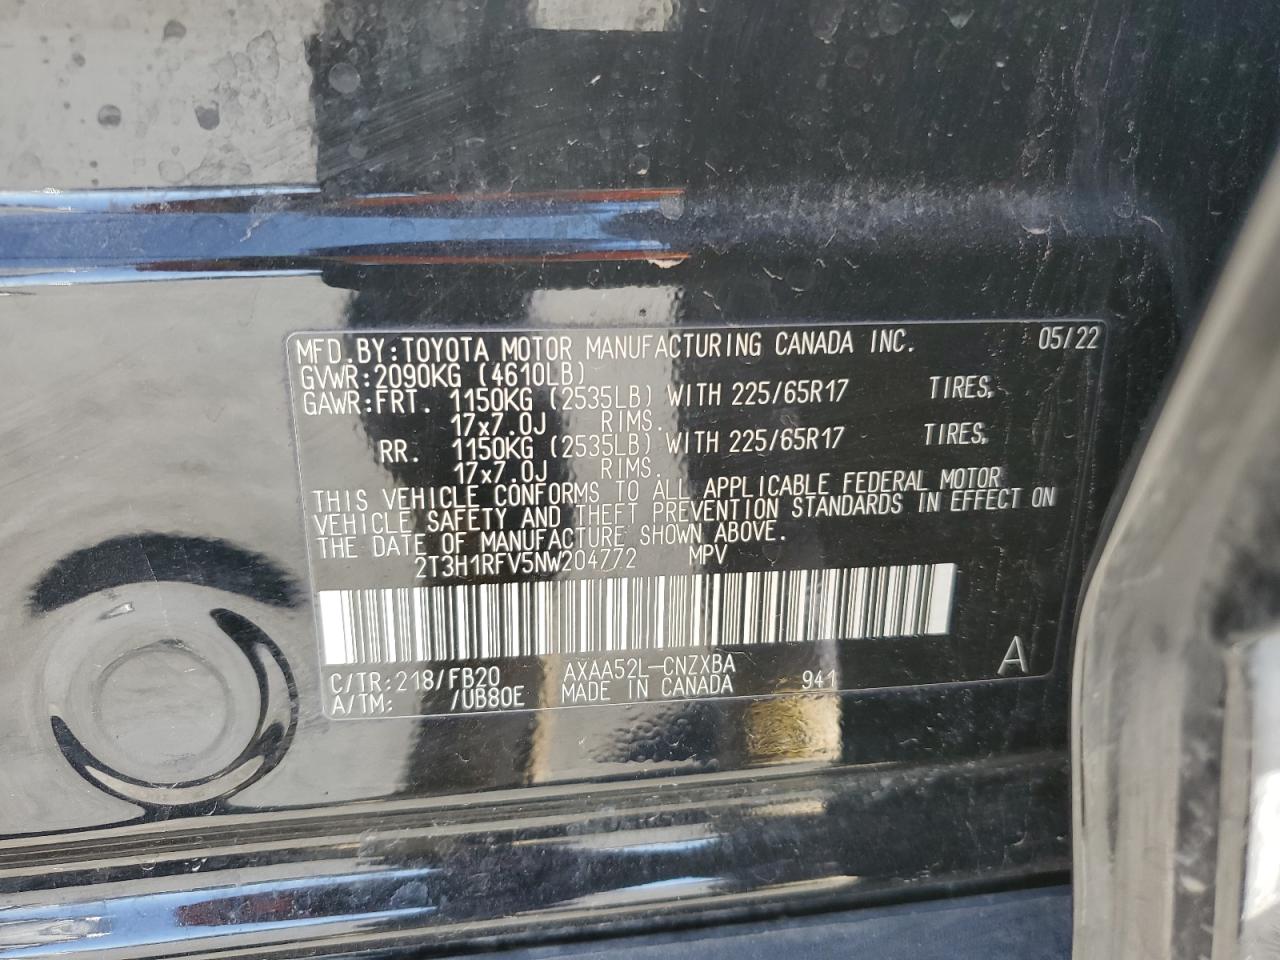 MFD.BY:TOYOTA MOTOR MANUFACTURING CANADA INC. 05/22
GVWR:2090KG (4610LB)
GAWR:FRT. 1150KG (2535LB) WITH 225/65R17 TIRES,
17x7.0J RIMS.
RR. 1150KG (2535LB) WITH 225/65R17 TIRES,
17x7.0J RIMS.
THIS VEHICLE CONFORMS TO ALL APPLICABLE FEDERAL MOTOR
VEHICLE SAFETY AND THEFT PREVENTION STANDARDS IN EFFECT ON
THE DATE OF MANUFACTURE SHOWN ABOVE.
2T3H1RFV5NW204772 MPV
C/TR:218/FB20 AXAA52L-CNZXBA A
A/TM: /UB80E MADE IN CANADA 941